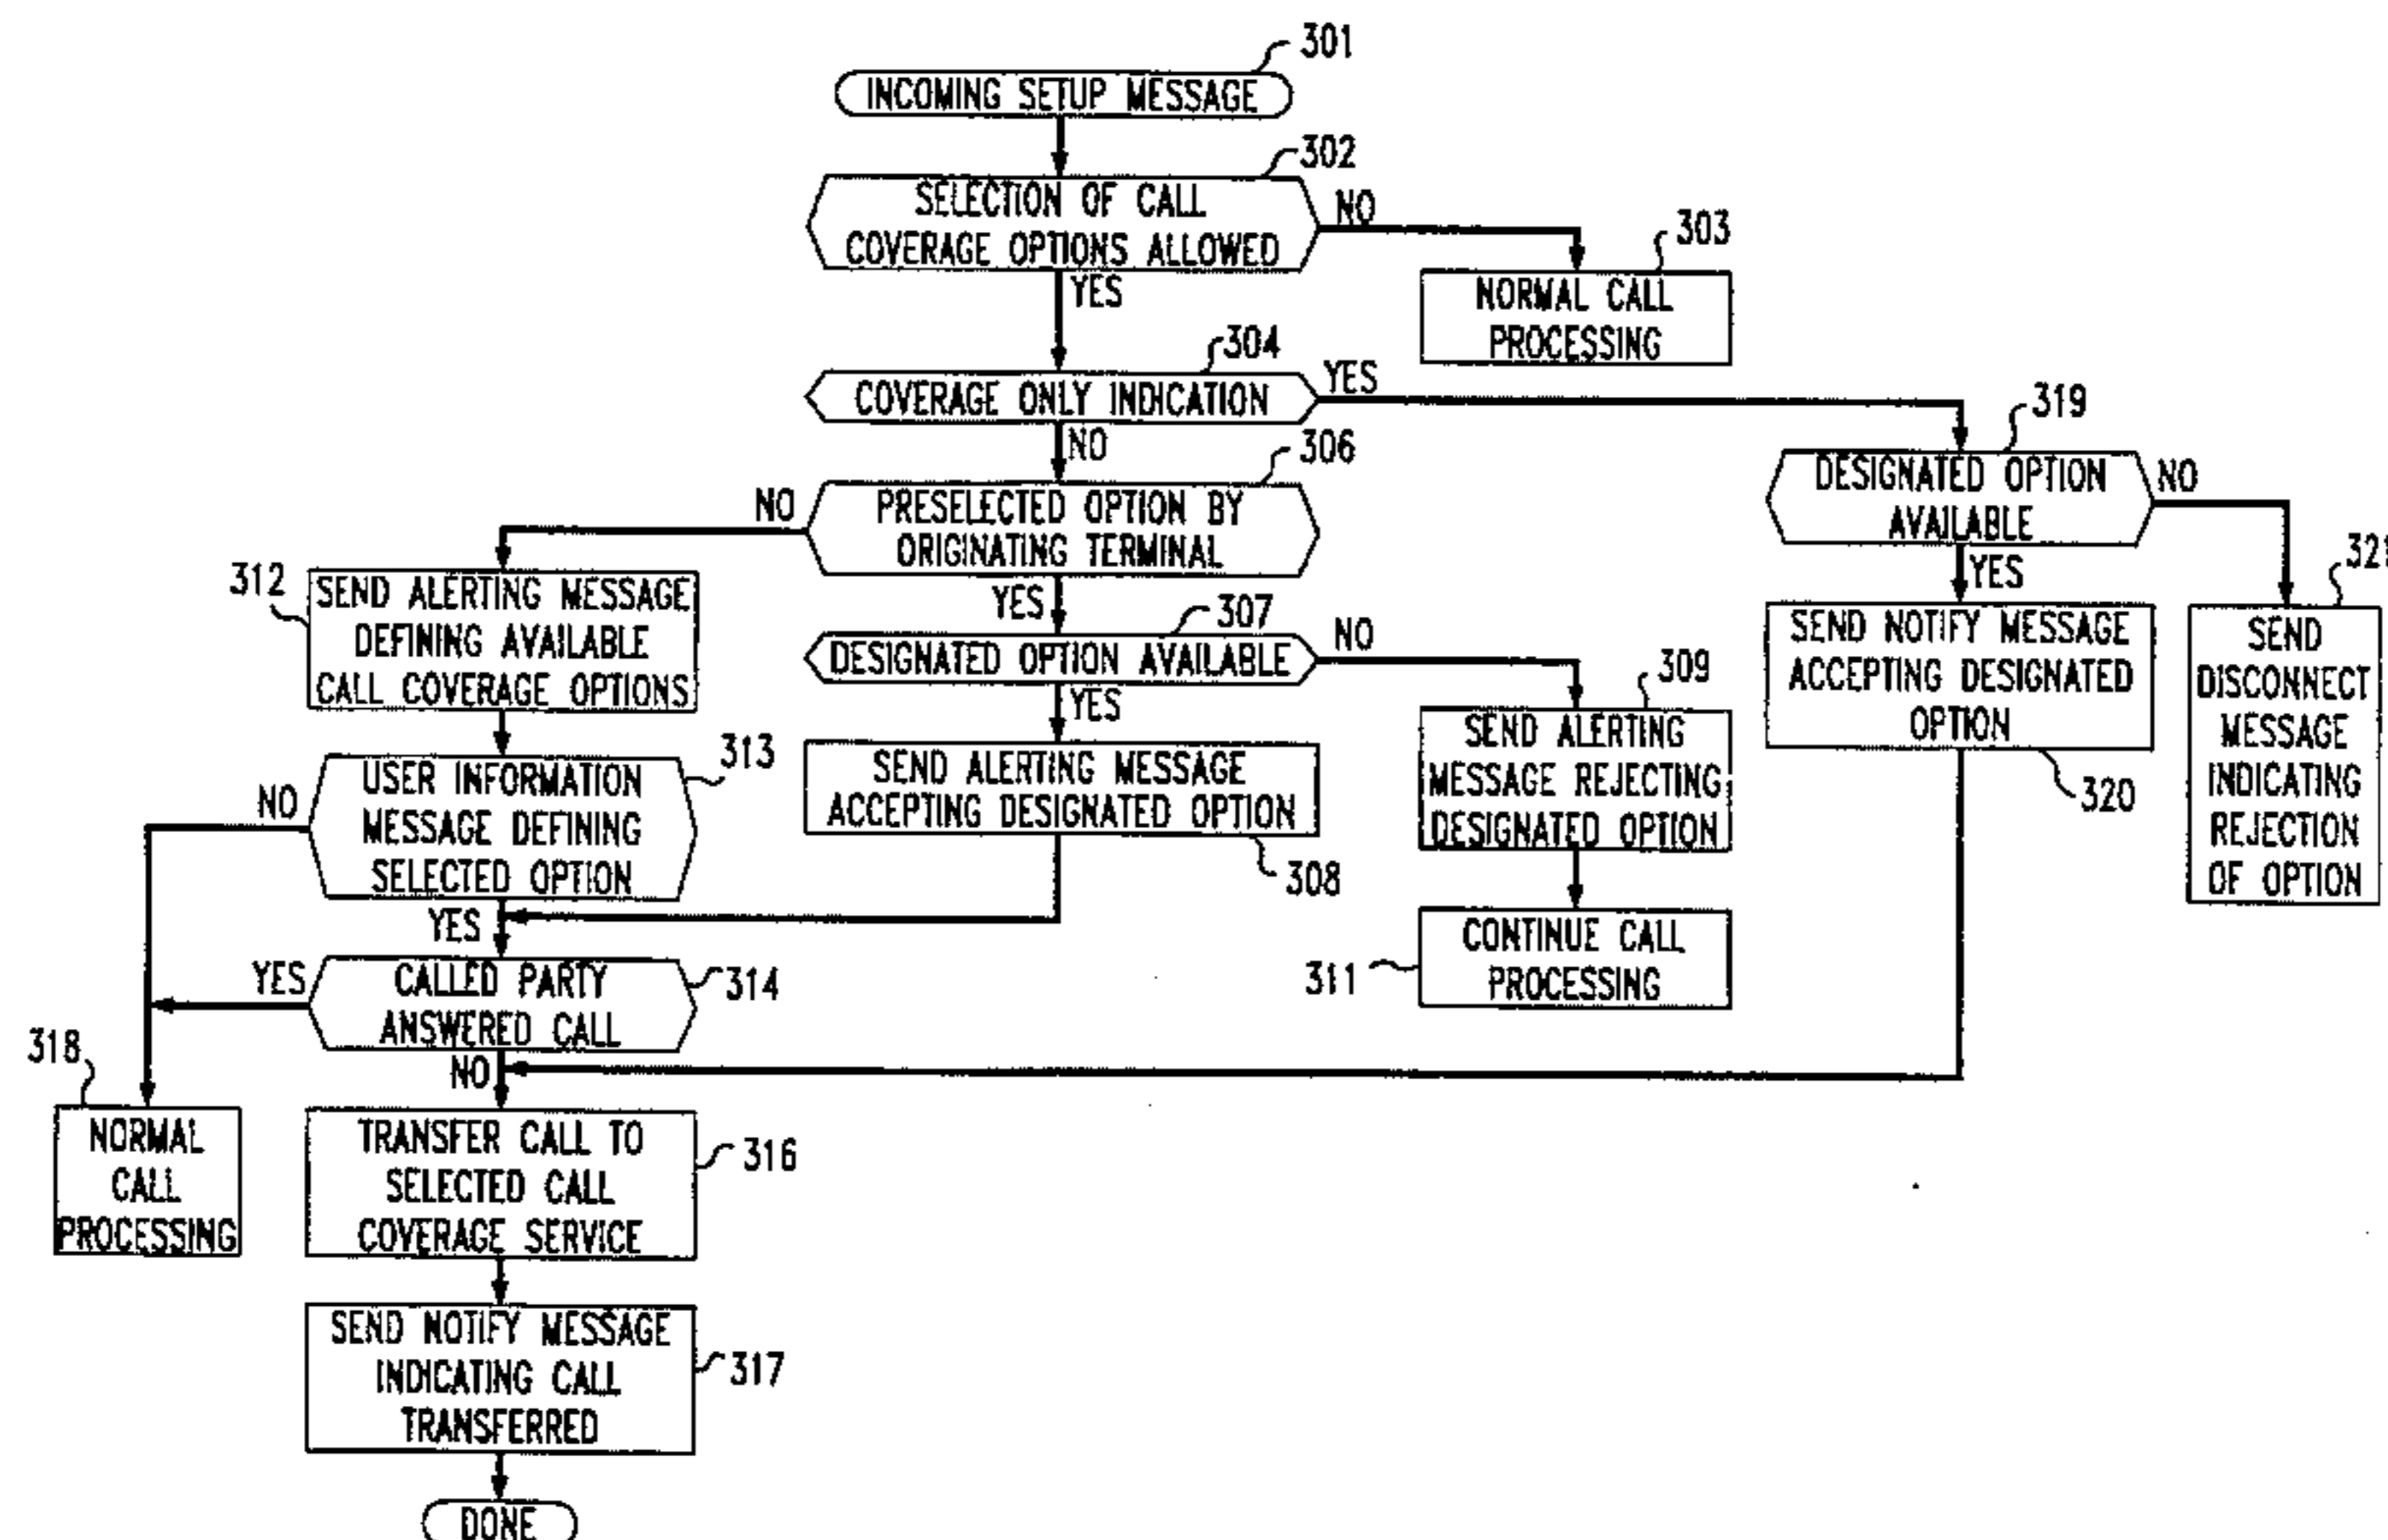 301
INCOMING SETUP MESSAGE
302
SELECTION OF CALL
COVERAGE OPTIONS ALLOWED
NO
YES
303
NORMAL CALL
PROCESSING
304
COVERAGE ONLY INDICATION
YES
NO
306
PRESELECTED OPTION BY
ORIGINATING TERMINAL
NO
YES
319
DESIGNATED OPTION
AVAILABLE
NO
YES
312
SEND ALERTING MESSAGE
DEFINING AVAILABLE
CALL COVERAGE OPTIONS
307
DESIGNATED OPTION AVAILABLE
NO
YES
309
SEND ALERTING
MESSAGE REJECTING
DESIGNATED OPTION
SEND NOTIFY MESSAGE
ACCEPTING DESIGNATED
OPTION
320
321
SEND
DISCONNECT
MESSAGE
INDICATING
REJECTION
OF OPTION
313
USER INFORMATION
MESSAGE DEFINING
SELECTED OPTION
NO
YES
SEND ALERTING MESSAGE
ACCEPTING DESIGNATED OPTION
308
311
CONTINUE CALL
PROCESSING
314
CALLED PARTY
ANSWERED CALL
YES
NO
318
NORMAL
CALL
PROCESSING
TRANSFER CALL TO
SELECTED CALL
COVERAGE SERVICE
316
SEND NOTIFY MESSAGE
INDICATING CALL
TRANSFERRED
317
DONE